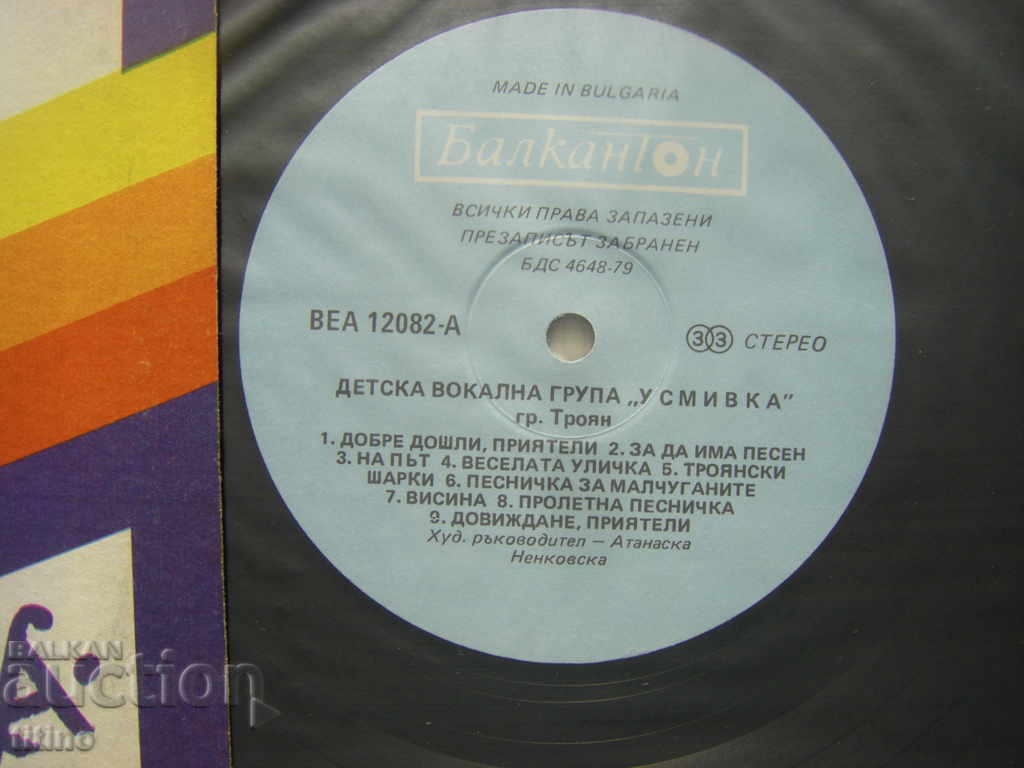 MADE IN BULGARIA
Балкантон
ВСИЧКИ ПРАВА ЗАПАЗЕНИ
ПРЕЗАПИСЪТ ЗАБРАНЕН
БДС 4648-79
ВЕА 12082-А
33 СТЕРЕО
ДЕТСКА ВОКАЛНА ГРУПА „УСМИВКА”
гр. Троян
1. ДОБРЕ ДОШЛИ, ПРИЯТЕЛИ 2. ЗА ДА ИМА ПЕСЕН
3. НА ПЪТ 4. ВЕСЕЛАТА УЛИЧКА 5. ТРОЯНСКИ
ШАРКИ 6. ПЕСНИЧКА ЗА МАЛЧУГАНИТЕ
7. ВИСИНА 8. ПРОЛЕТНА ПЕСНИЧКА
9. ДОВИЖДАНЕ, ПРИЯТЕЛИ
Худ. ръководител — Атанаска
Ненковска
BALKAN
auction
titino